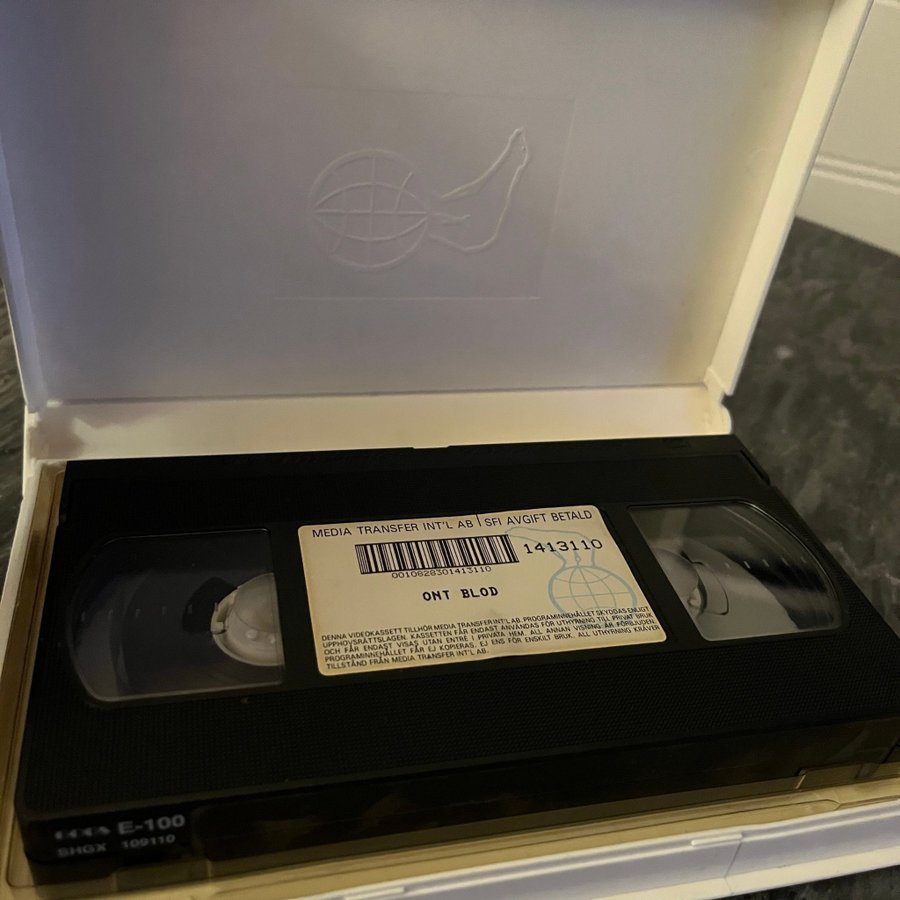 MEDIA TRANSFER INT'L AB | SFI AVGIFT BETALD
1413110
0010828301413110
ONT BLOD
DENNA VIDEOKASSETT TILLHÖR MEDIA TRANSFER INT'L AB. PROGRAMINNEHÅLLET SKYDDAS ENLIGT
UPPHOVSRÄTTSLAGEN. KASSETTEN FÅR ENDAST ANVÄNDAS FÖR UTHYRNING TILL PRIVAT BRUK
OCH FÅR ENDAST VISAS UTAN ENTRÉ I PRIVATA HEM. ALL ANNAN VISNING ÄR FÖRBJUDEN.
PROGRAMINNEHÅLLET FÅR EJ KOPIERAS. EJ ENS FÖR ENSKILT BRUK. ALL UTHYRNING KRÄVER
TILLSTÅND FRÅN MEDIA TRANSFER INT'L AB.
E-100
SHGX 109110